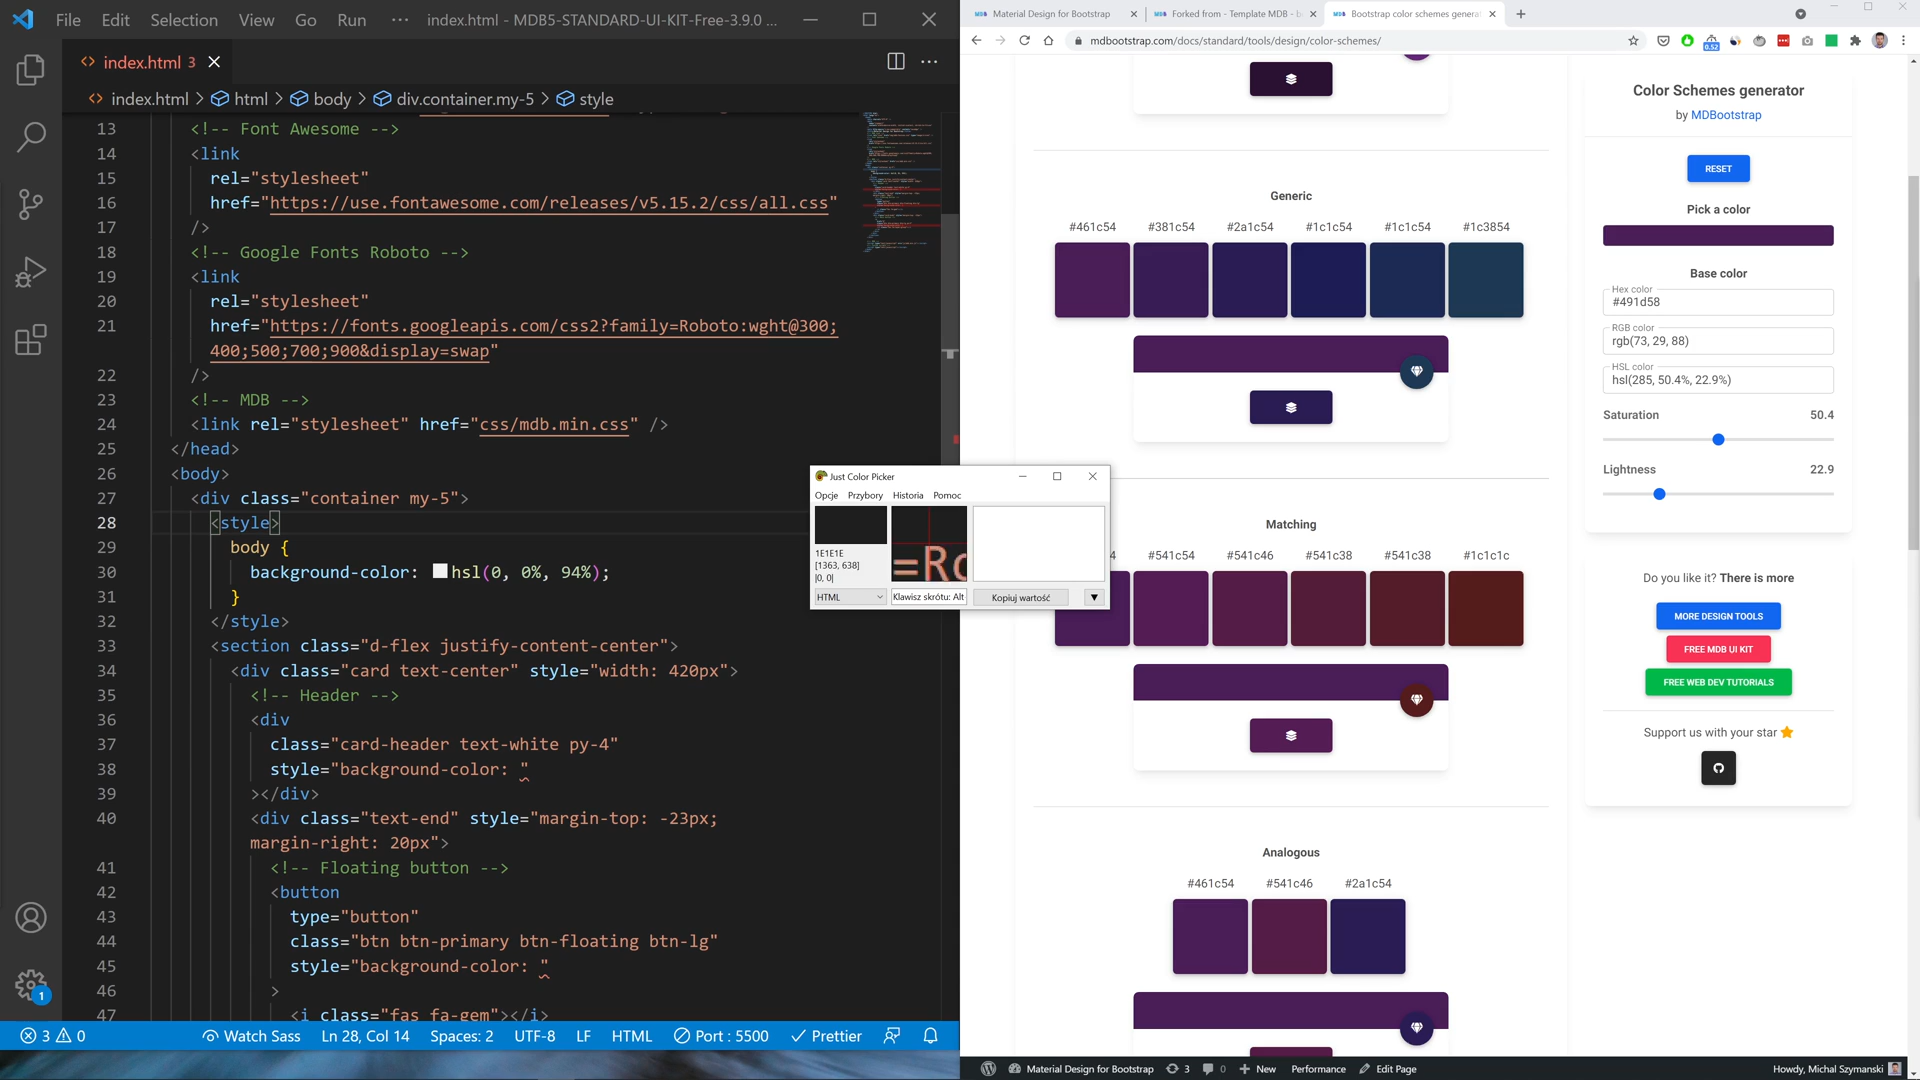 File Edit Selection View Go Run ··· index.html - MDB5-STANDARD-UI-KIT-Free-3.9.0 ...
index.html 3
index.html > html > body > div.container.my-5 > style
13 <!-- Font Awesome -->
14 <link
15 rel="stylesheet"
16 href="https://use.fontawesome.com/releases/v5.15.2/css/all.css"
17 />
18 <!-- Google Fonts Roboto -->
19 <link
20 rel="stylesheet"
21 href="https://fonts.googleapis.com/css2?family=Roboto:wght@300;
400;500;700;900&display=swap"
22 />
23 <!-- MDB -->
24 <link rel="stylesheet" href="css/mdb.min.css" />
25 </head>
26 <body>
27 <div class="container my-5">
28 <style>
29 body {
30 background-color: hsl(0, 0%, 94%);
31 }
32 </style>
33 <section class="d-flex justify-content-center">
34 <div class="card text-center" style="width: 420px">
35 <!-- Header -->
36 <div
37 class="card-header text-white py-4"
38 style="background-color: "
39 ></div>
40 <div class="text-end" style="margin-top: -23px;
margin-right: 20px">
41 <!-- Floating button -->
42 <button
43 type="button"
44 class="btn btn-primary btn-floating btn-lg"
45 style="background-color: "
46 >
47 <i class="fas fa-gem"></i>
1
3 0 Watch Sass Ln 28, Col 14 Spaces: 2 UTF-8 LF HTML Port : 5500 Prettier
Just Color Picker
Opcje Przybory Historia Pomoc
1E1E1E
[1363, 638]
|0, 0|
=Ro
HTML Klawisz skrótu: Alt Kopiuj wartość
Material Design for Bootstrap
Forked from - Template MDB - b
Bootstrap color schemes genera
mdbootstrap.com/docs/standard/tools/design/color-schemes/
0.52
Generic
#461c54 #381c54 #2a1c54 #1c1c54 #1c1c54 #1c3854
Matching
4 #541c54 #541c46 #541c38 #541c38 #1c1c1c
Analogous
#461c54 #541c46 #2a1c54
Color Schemes generator
by MDBootstrap
RESET
Pick a color
Base color
Hex color
#491d58
RGB color
rgb(73, 29, 88)
HSL color
hsl(285, 50.4%, 22.9%)
Saturation 50.4
Lightness 22.9
Do you like it? There is more
MORE DESIGN TOOLS
FREE MDB UI KIT
FREE WEB DEV TUTORIALS
Support us with your star
Material Design for Bootstrap 3 0 New Performance Edit Page Howdy, Michal Szymanski